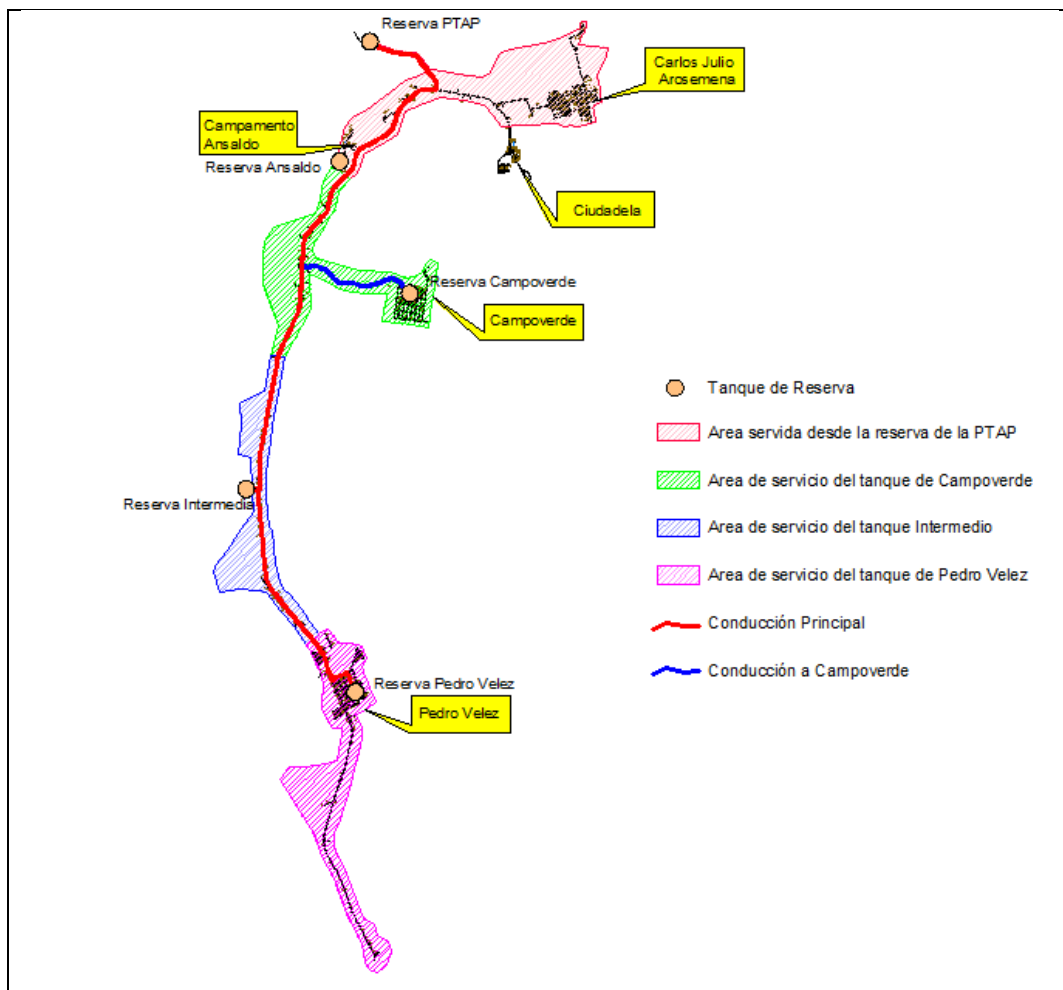 Reserva PTAP
Carlos Julio
Arosemena
Campamento
Ansaldo
Reserva Ansaldo
Ciudadela
Reserva Campoverde
Campoverde
Tanque de Reserva
Area servida desde la reserva de la PTAP
Area de servicio del tanque de Campoverde
Reserva Intermedia
Area de servicio del tanque Intermedio
Area de servicio del tanque de Pedro Velez
Conducción Principal
Conducción a Campoverde
Reserva Pedro Velez
Pedro Velez